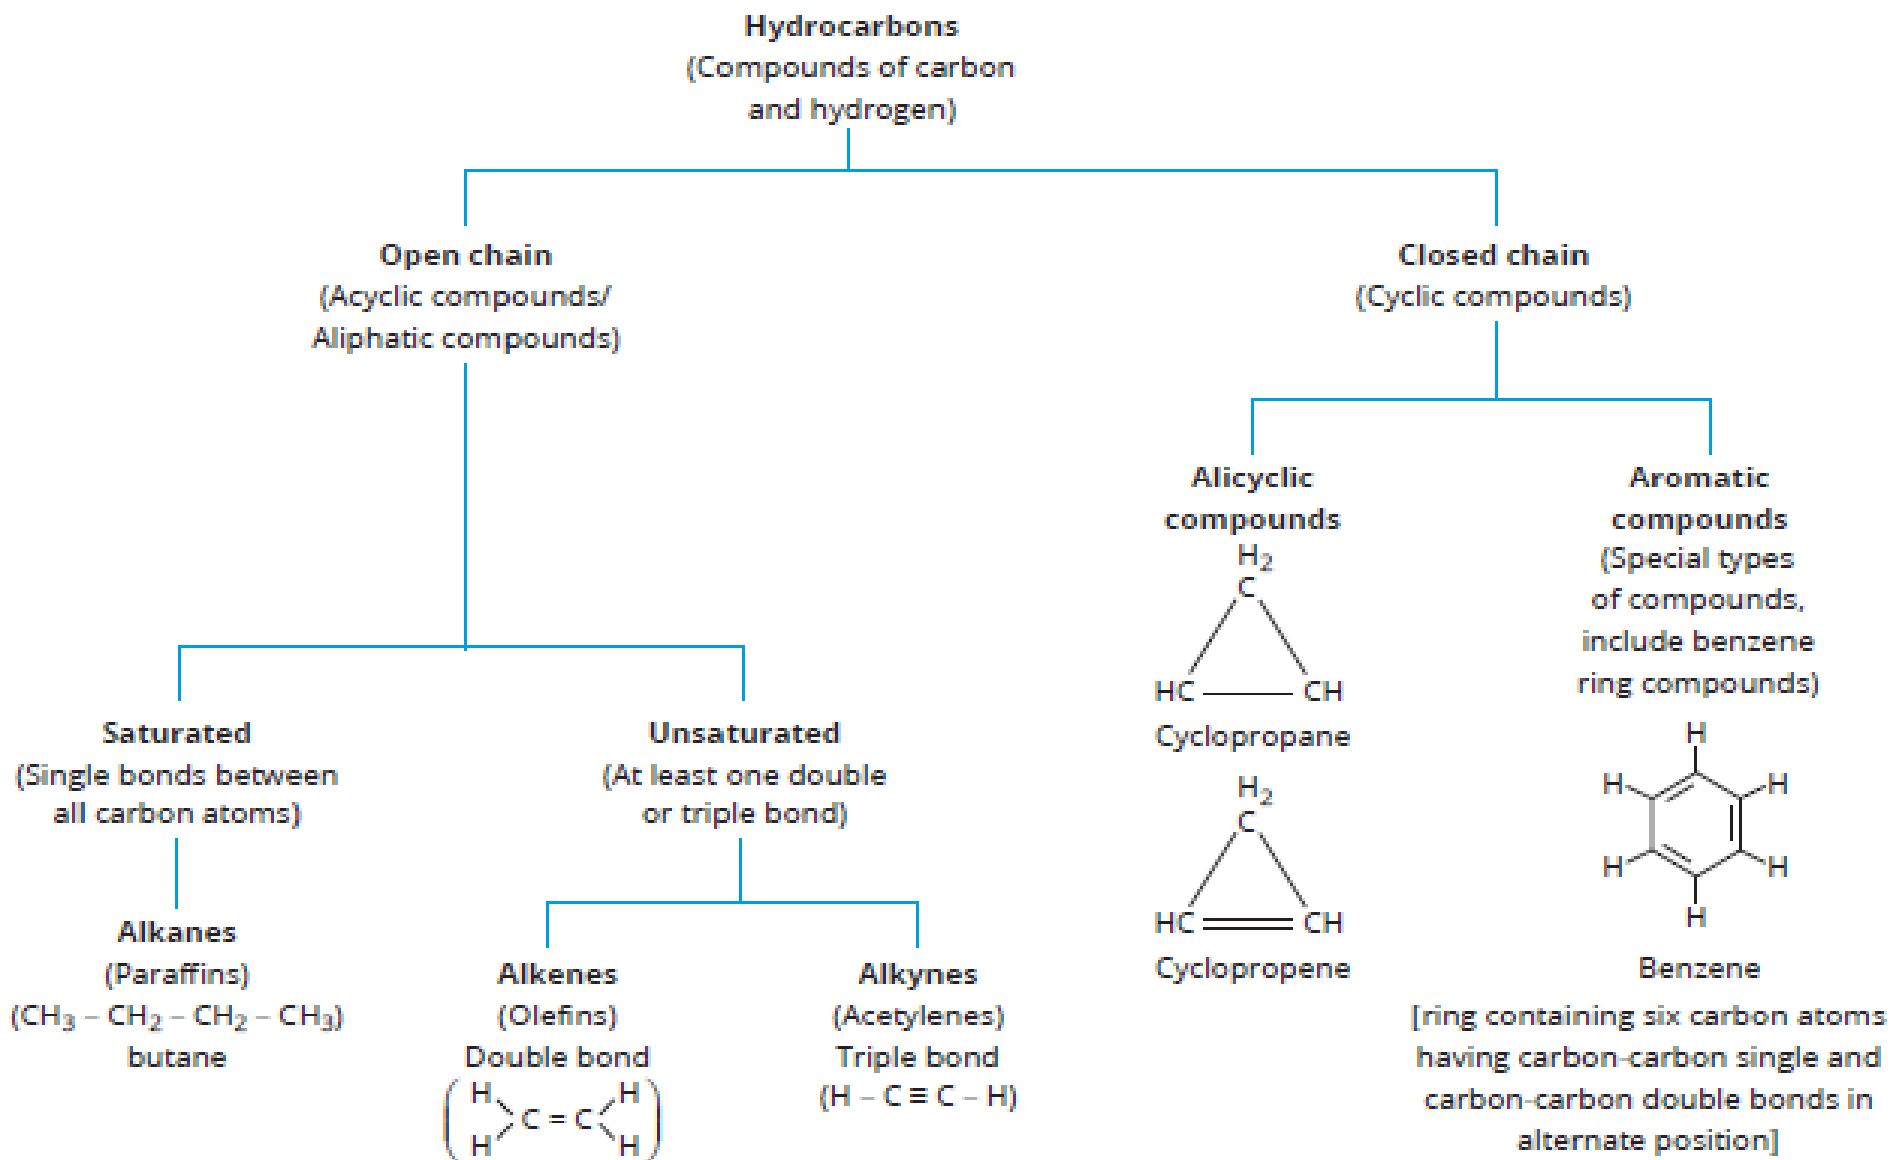 Hydrocarbons
(Compounds of carbon
and hydrogen)
Open chain
(Acyclic compounds/
Aliphatic compounds)
Closed chain
(Cyclic compounds)
Saturated
(Single bonds between
all carbon atoms)
Alkanes
(Paraffins)
(CH₃ – CH₂ – CH₂ – CH₃)
butane
Unsaturated
(At least one double
or triple bond)
Alkenes
(Olefins)
Double bond
H H
C = C
H H
Alkynes
(Acetylenes)
Triple bond
(H – C ≡ C – H)
Alicyclic
compounds
H₂
C
HC CH
Cyclopropane
H₂
C
HC CH
Cyclopropene
Aromatic
compounds
(Special types
of compounds,
include benzene
ring compounds)
H
H H
H H
H
Benzene
[ring containing six carbon atoms
having carbon-carbon single and
carbon-carbon double bonds in
alternate position]